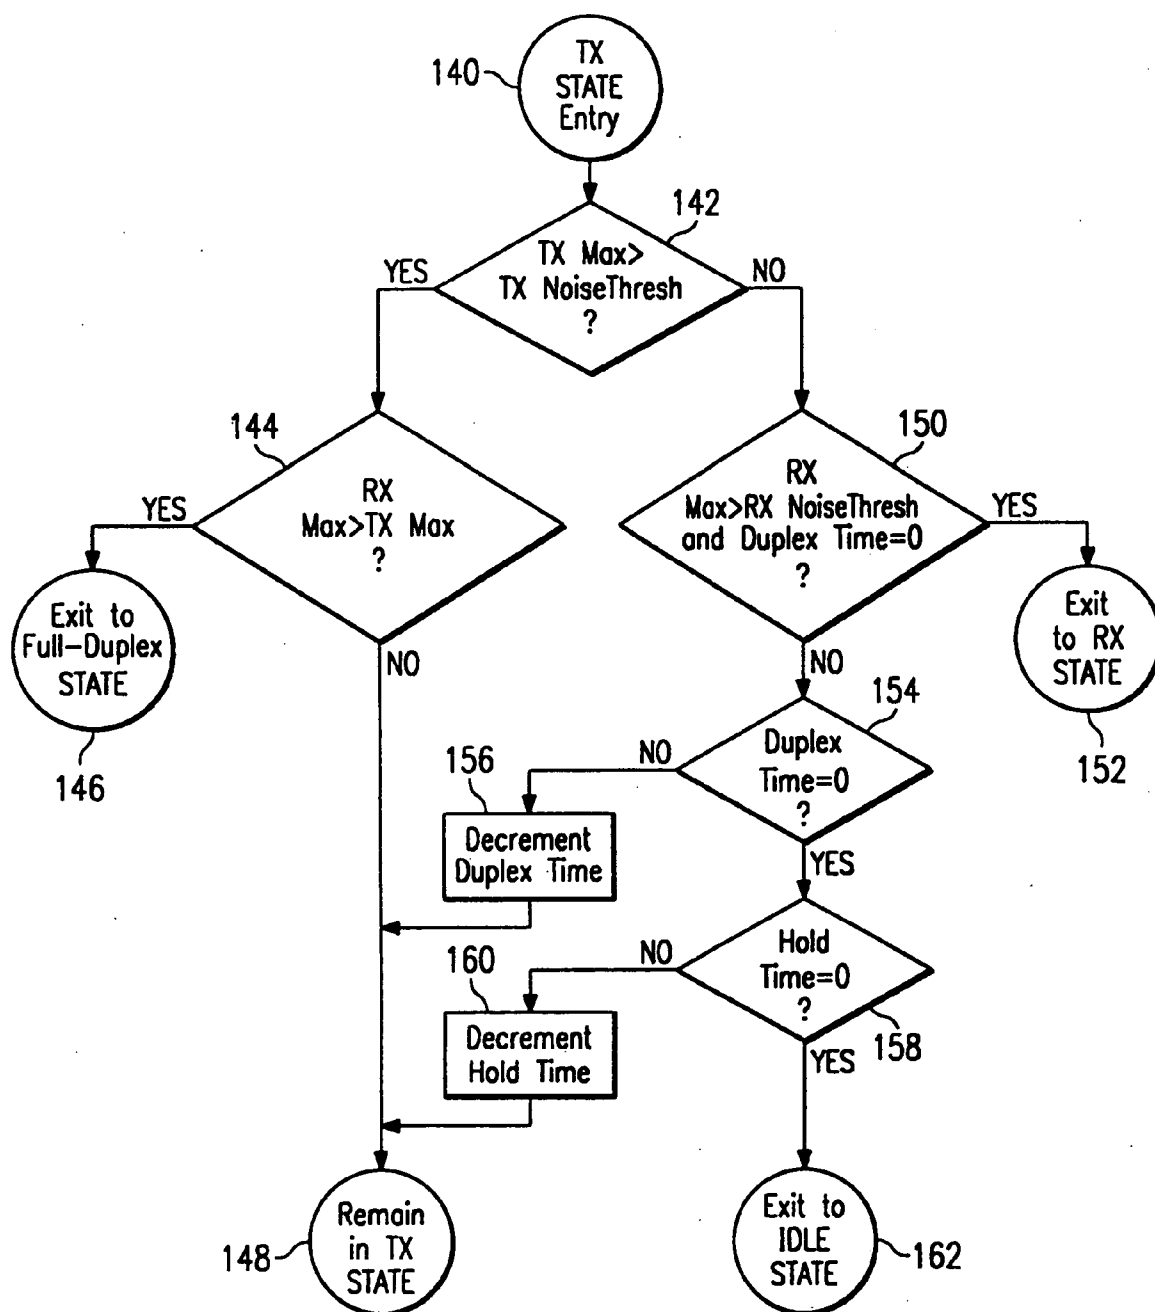 TX
STATE
Entry
140
142
TX Max>
TX NoiseThresh
?
YES
NO
144
RX
Max>TX Max
?
YES
NO
150
RX
Max>RX NoiseThresh
and Duplex Time=0
?
YES
NO
Exit to
Full-Duplex
STATE
146
Exit
to RX
STATE
152
154
Duplex
Time=0
?
NO
YES
156
Decrement
Duplex Time
Hold
Time=0
?
NO
YES
158
160
Decrement
Hold Time
Remain
in TX
STATE
148
Exit to
IDLE
STATE
162